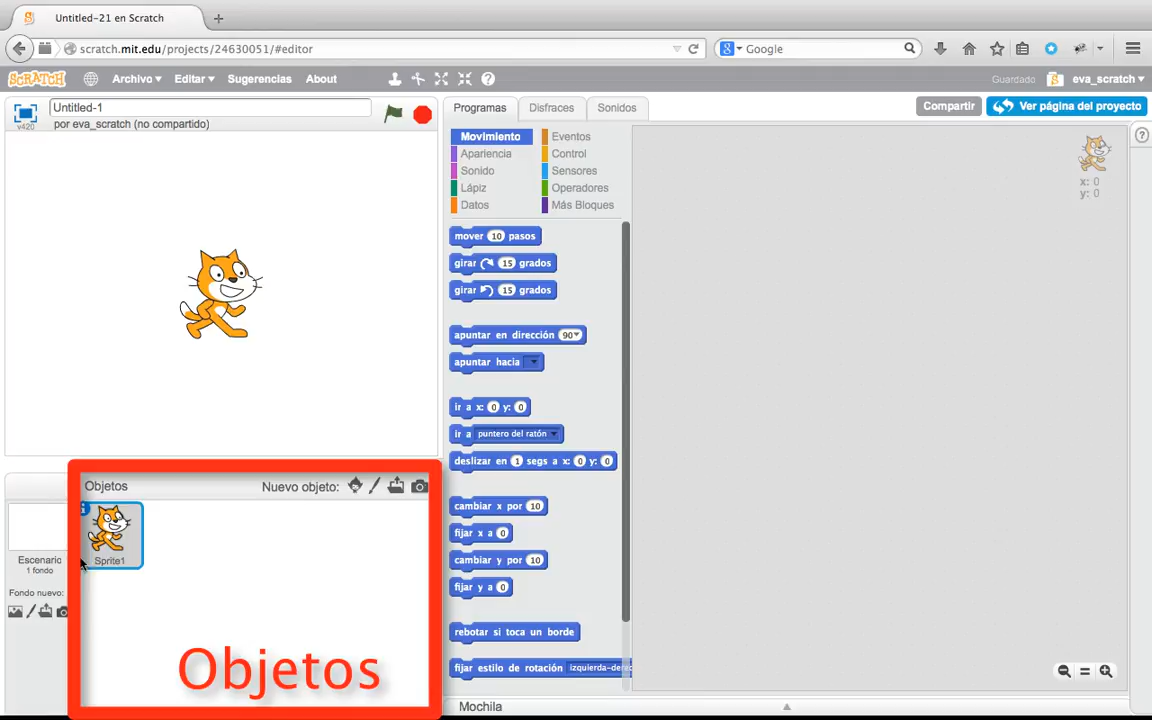 Untitled-21 en Scratch
scratch.mit.edu/projects/24630051/#editor
Google
SCRATCH
Archivo
Editar
Sugerencias
About
Guardado
eva_scratch
v420
Untitled-1
por eva_scratch (no compartido)
Programas
Disfraces
Sonidos
Compartir
Ver página del proyecto
Movimiento
Apariencia
Sonido
Lápiz
Datos
Eventos
Control
Sensores
Operadores
Más Bloques
mover 10 pasos
girar 15 grados
girar 15 grados
apuntar en dirección 90
apuntar hacia
ir a x: 0 y: 0
ir a puntero del ratón
deslizar en 1 segs a x: 0 y: 0
cambiar x por 10
fijar x a 0
cambiar y por 10
fijar y a 0
rebotar si toca un borde
fijar estilo de rotación
x: 0
y: 0
Objetos
Nuevo objeto:
Sprite1
Escenario
1 fondo
Fondo nuevo:
Objetos
Mochila